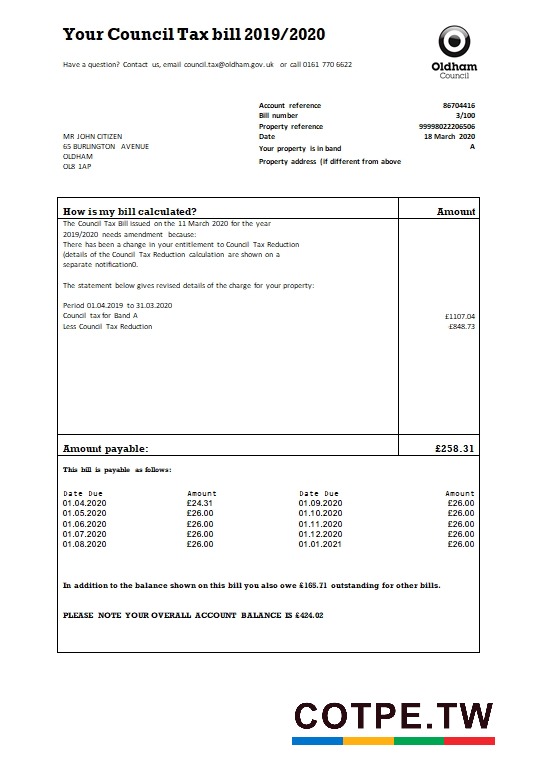 Your Council Tax bill 2019/2020
Have a question? Contact us, email council.tax@oldham.gov.uk or call 0161 770 6622
Oldham
Council
Account reference 86704416
Bill number 3/100
Property reference 99998022206506
Date 18 March 2020
Your property is in band A
Property address (if different from above
MR JOHN CITIZEN
65 BURLINGTON AVENUE
OLDHAM
OL8 1AP
How is my bill calculated? Amount
The Council Tax Bill issued on the 11 March 2020 for the year
2019/2020 needs amendment because:
There has been a change in your entitlement to Council Tax Reduction
(details of the Council Tax Reduction calculation are shown on a
separate notification0.
The statement below gives revised details of the charge for your property:
Period 01.04.2019 to 31.03.2020
Council tax for Band A £1107.04
Less Council Tax Reduction -£848.73
Amount payable: £258.31
This bill is payable as follows:
Date Due Amount Date Due Amount
01.04.2020 £24.31 01.09.2020 £26.00
01.05.2020 £26.00 01.10.2020 £26.00
01.06.2020 £26.00 01.11.2020 £26.00
01.07.2020 £26.00 01.12.2020 £26.00
01.08.2020 £26.00 01.01.2021 £26.00
In addition to the balance shown on this bill you also owe £165.71 outstanding for other bills.
PLEASE NOTE YOUR OVERALL ACCOUNT BALANCE IS £424.02
COTPE.TW